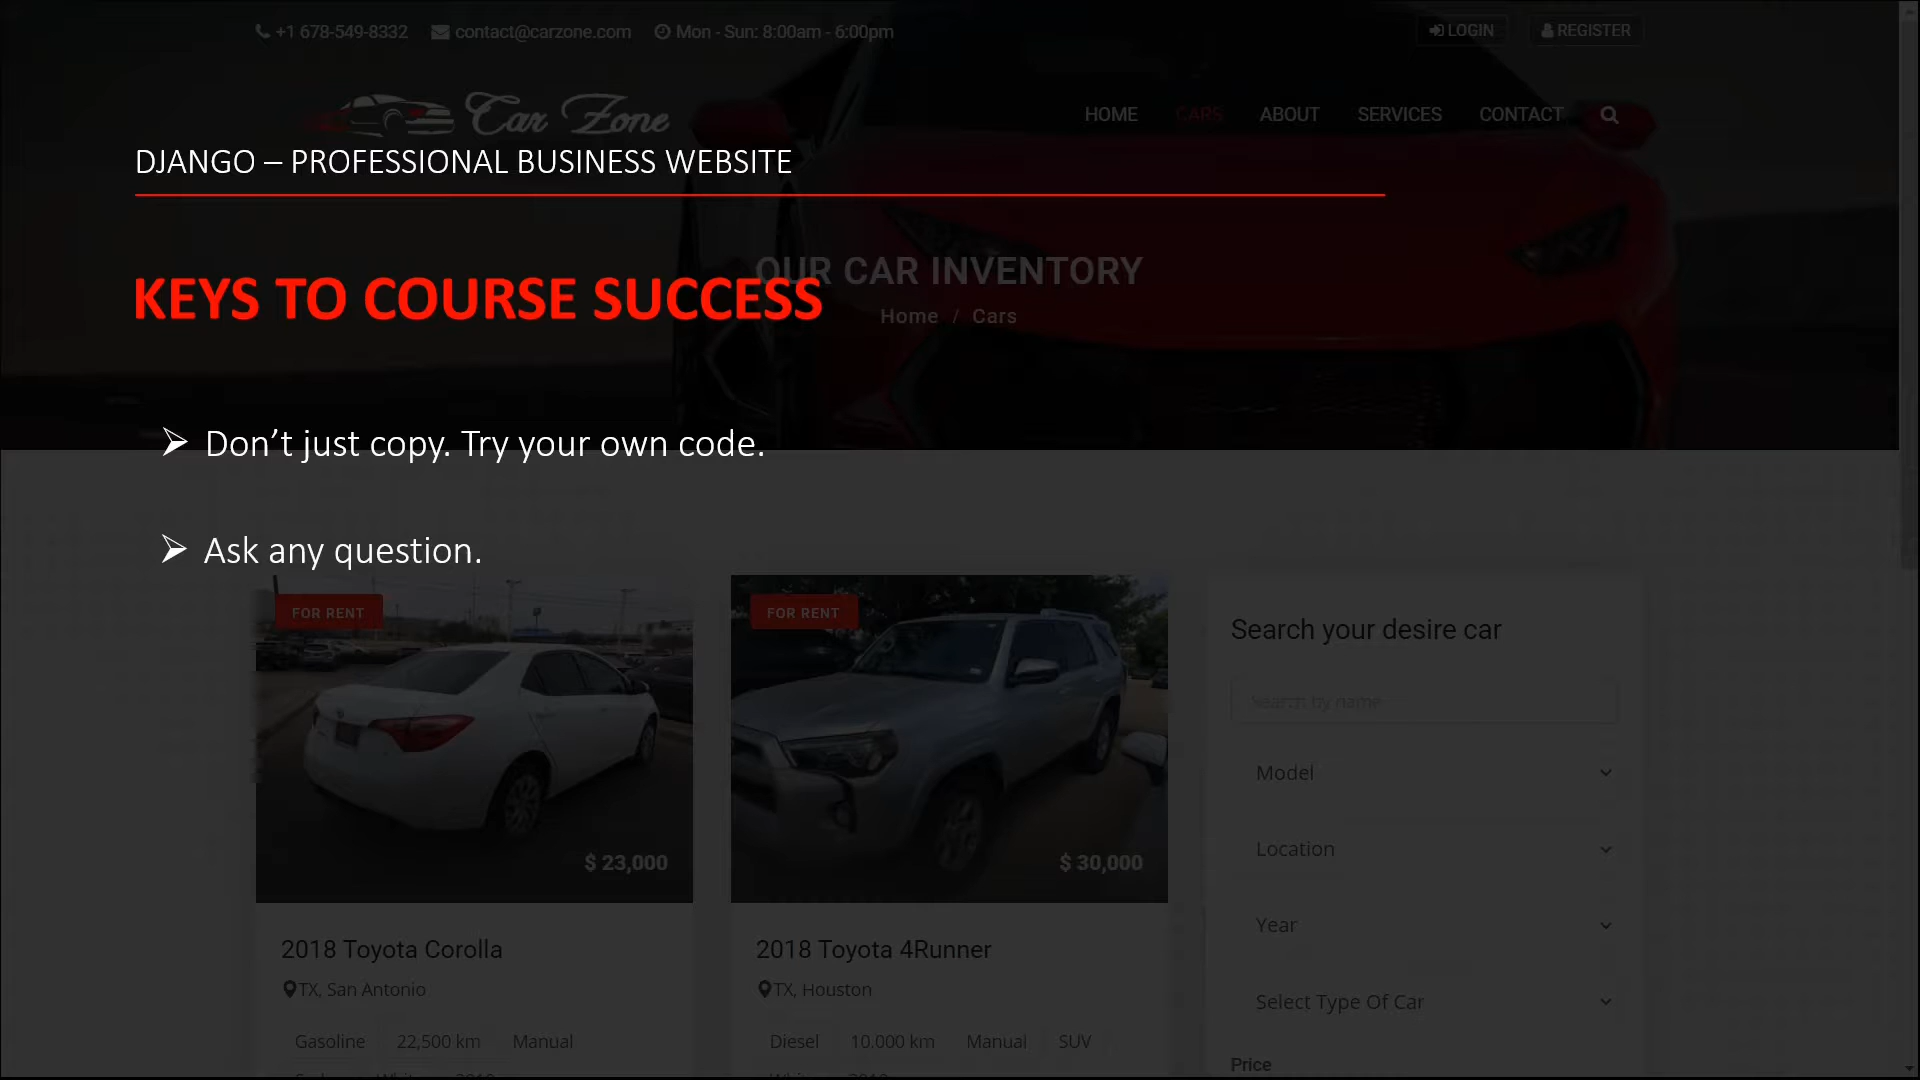 +1 678-549-8332 contact@carzone.com Mon - Sun: 8:00am - 6:00pm LOGIN REGISTER
Car Zone HOME CARS ABOUT SERVICES CONTACT
DJANGO – PROFESSIONAL BUSINESS WEBSITE
OUR CAR INVENTORY
KEYS TO COURSE SUCCESS
Home / Cars
Don't just copy. Try your own code.
Ask any question.
FOR RENT
FOR RENT
Search your desire car
Search by name
Model
Location
$ 23,000
$ 30,000
Year
2018 Toyota Corolla
2018 Toyota 4Runner
TX, San Antonio
TX, Houston
Select Type Of Car
Gasoline 22,500 km Manual
Diesel 10.000 km Manual SUV
Price